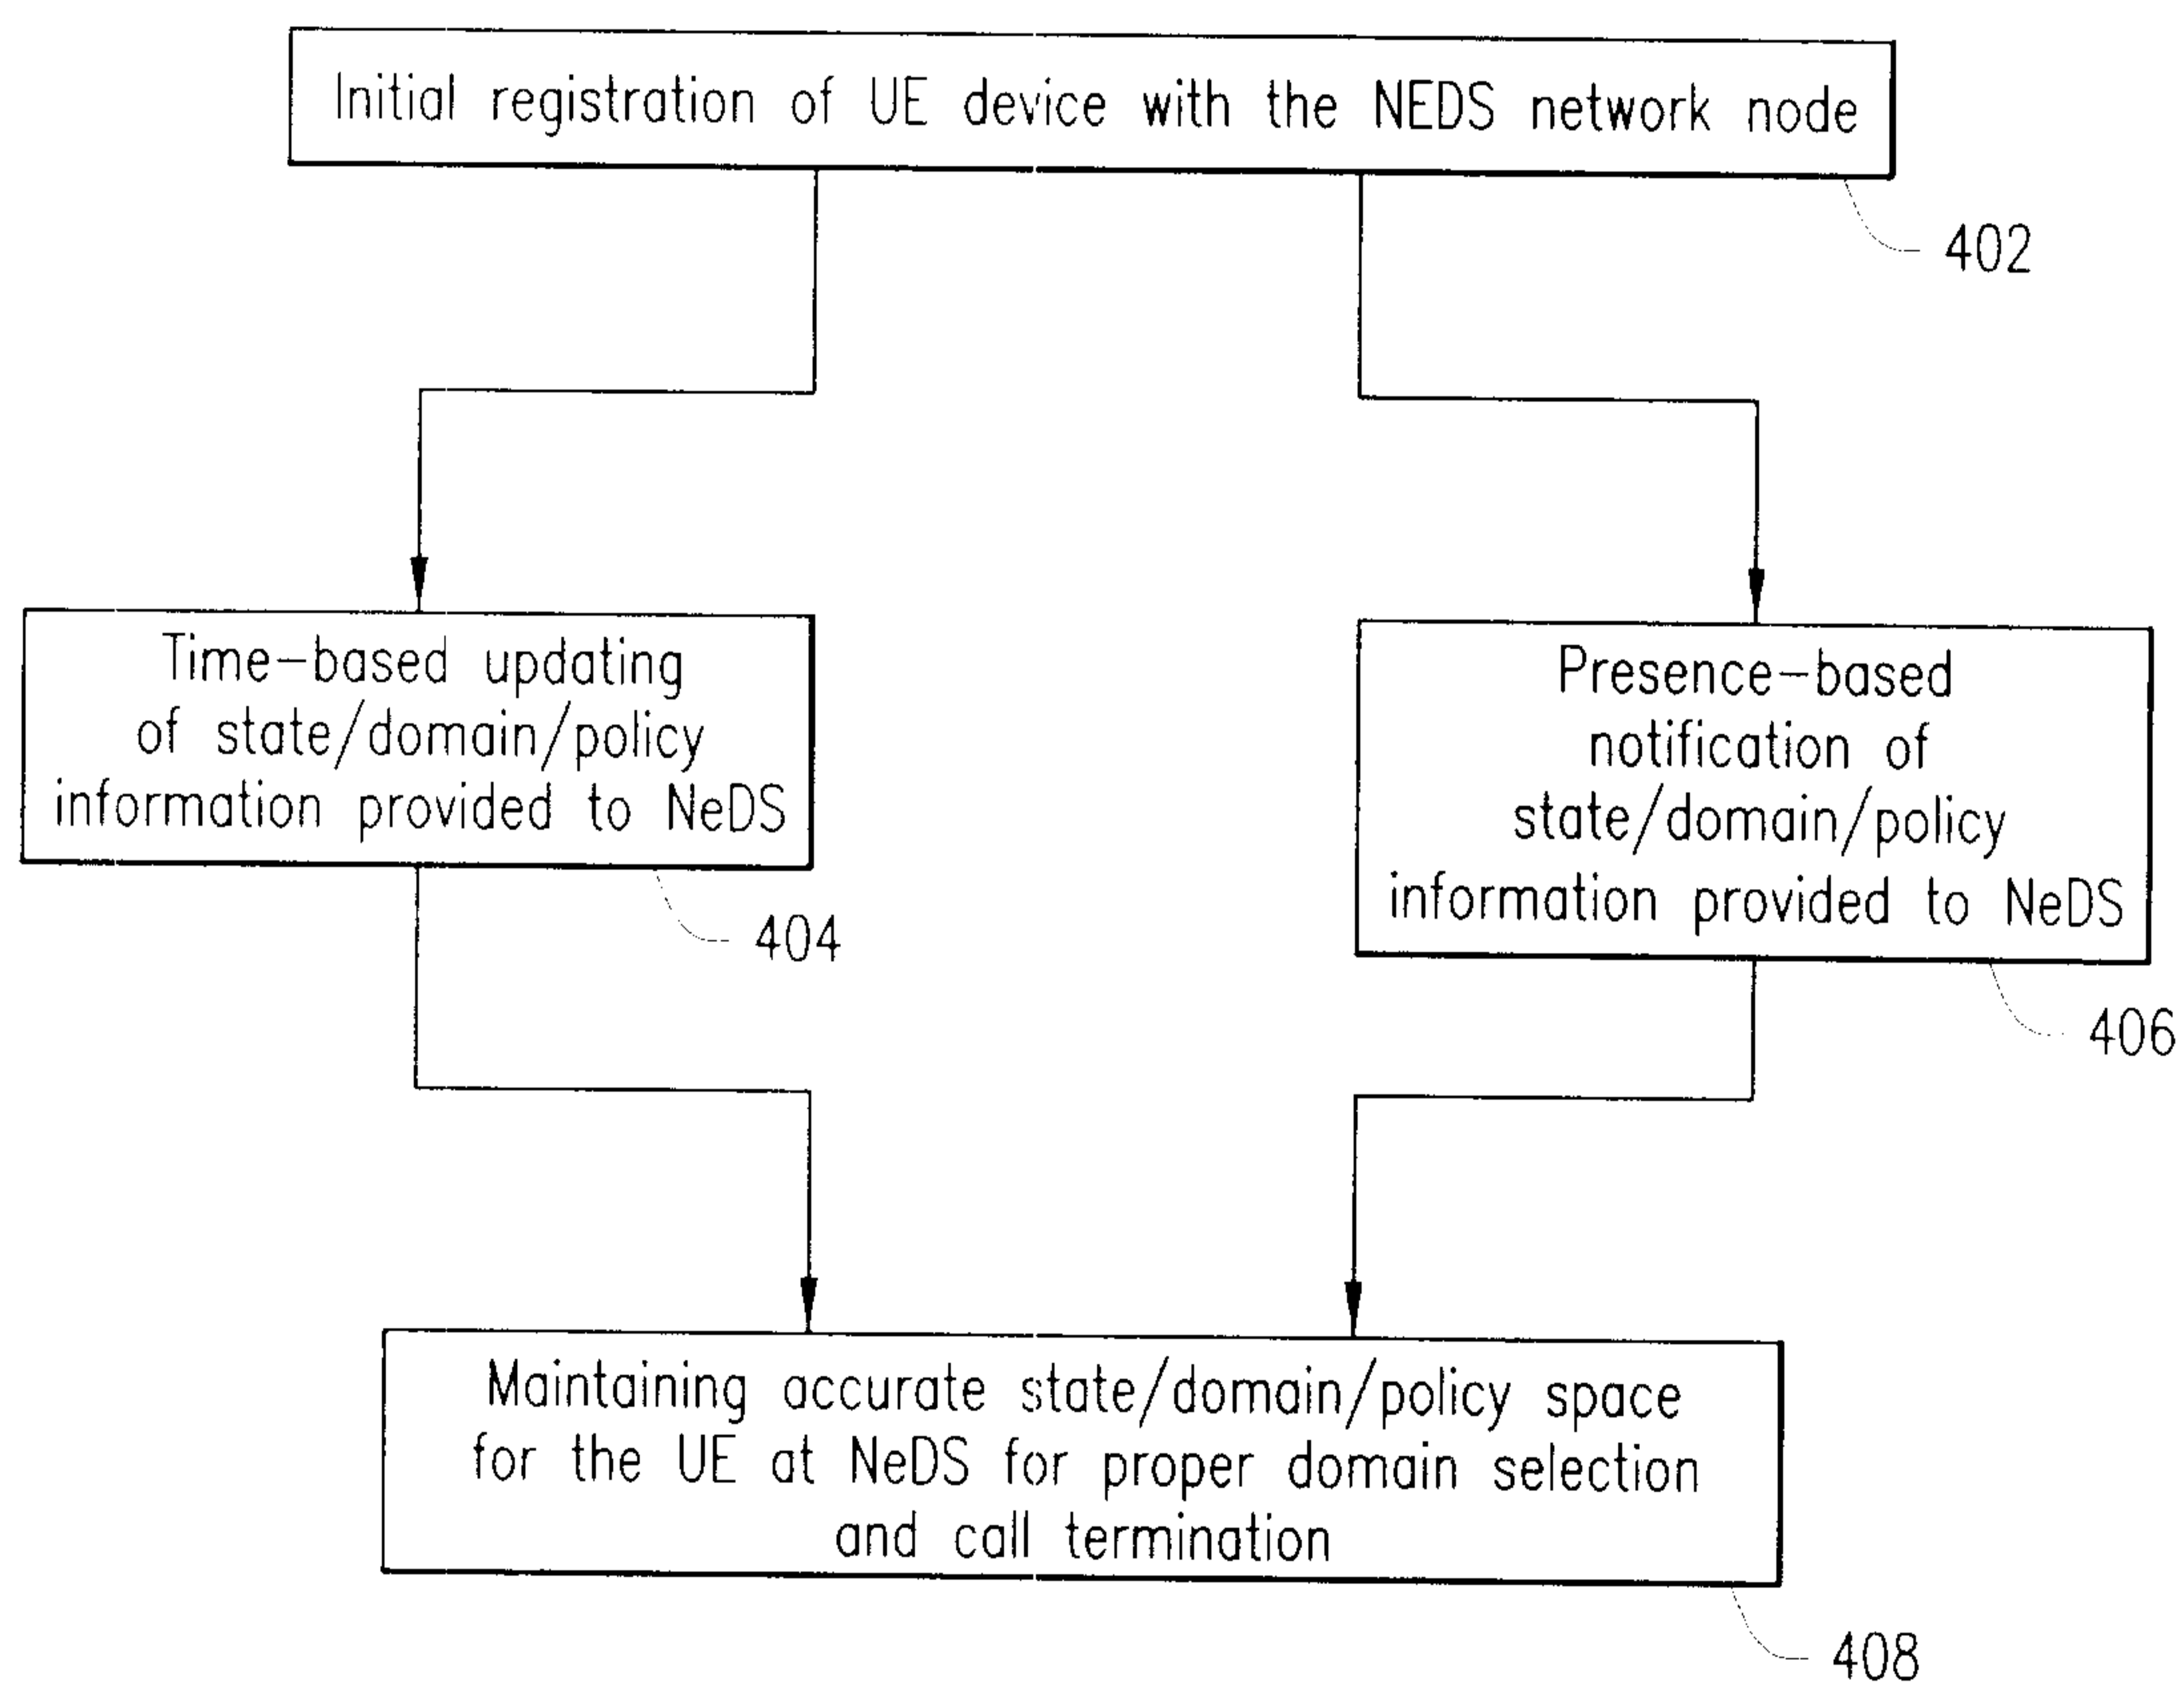 Initial registration of UE device with the NEDS network node
402
Time-based updating
of state/domain/policy
information provided to NeDS
404
Presence-based
notification of
state/domain/policy
information provided to NeDS
406
Maintaining accurate state/domain/policy space
for the UE at NeDS for proper domain selection
and call termination
408